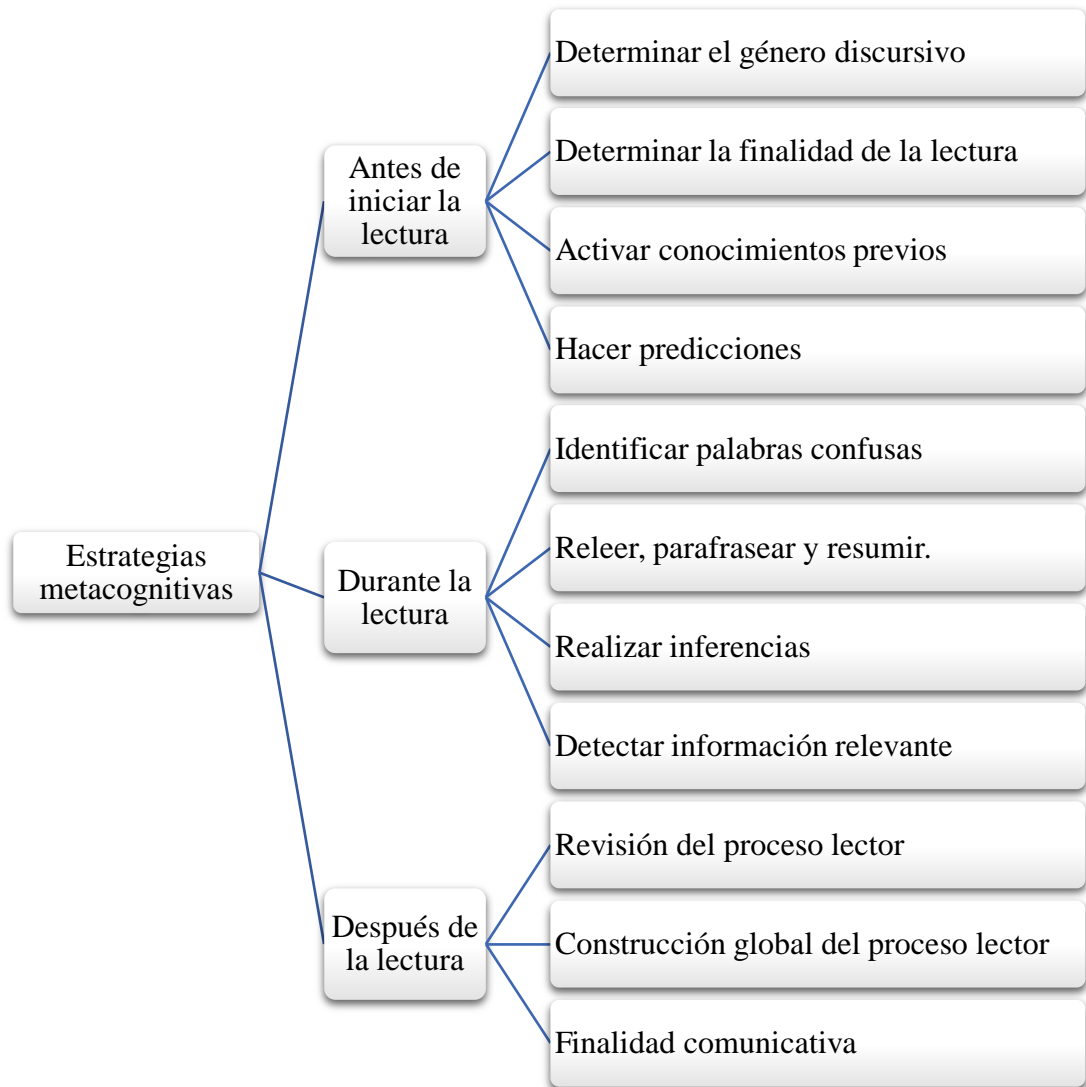 Estrategias
metacognitivas
Antes de
iniciar la
lectura
Determinar el género discursivo
Determinar la finalidad de la lectura
Activar conocimientos previos
Hacer predicciones
Durante la
lectura
Identificar palabras confusas
Releer, parafrasear y resumir.
Realizar inferencias
Detectar información relevante
Después de
la lectura
Revisión del proceso lector
Construcción global del proceso lector
Finalidad comunicativa